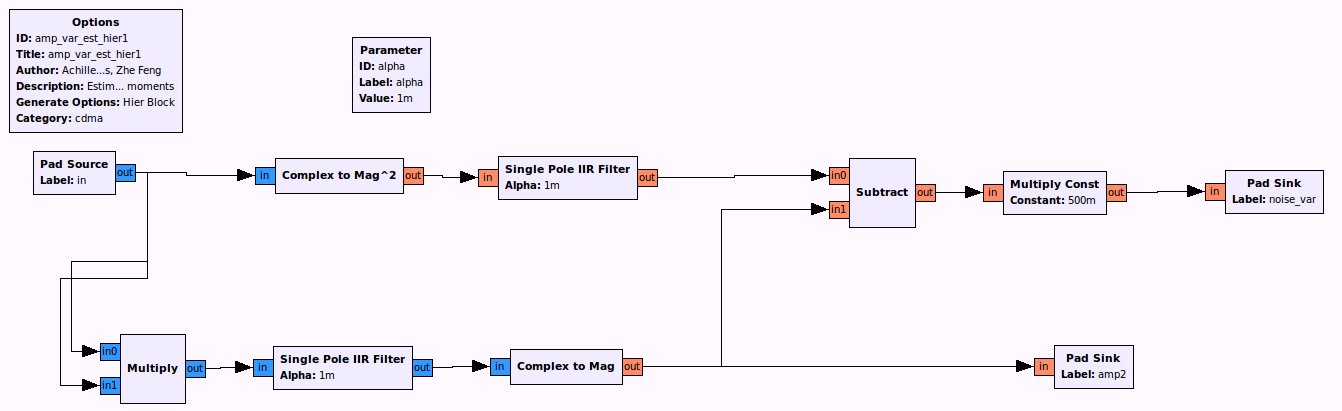 Options
ID: amp_var_est_hier1
Title: amp_var_est_hier1
Author: Achille...s, Zhe Feng
Description: Estim... moments
Generate Options: Hier Block
Category: cdma
Parameter
ID: alpha
Label: alpha
Value: 1m
Pad Source
Label: in
out
in
Complex to Mag^2
out
in
Single Pole IIR Filter
Alpha: 1m
out
in0
in1
Subtract
out
in
Multiply Const
Constant: 500m
out
in
Pad Sink
Label: noise_var
in0
in1
Multiply
out
in
Single Pole IIR Filter
Alpha: 1m
out
in
Complex to Mag
out
in
Pad Sink
Label: amp2